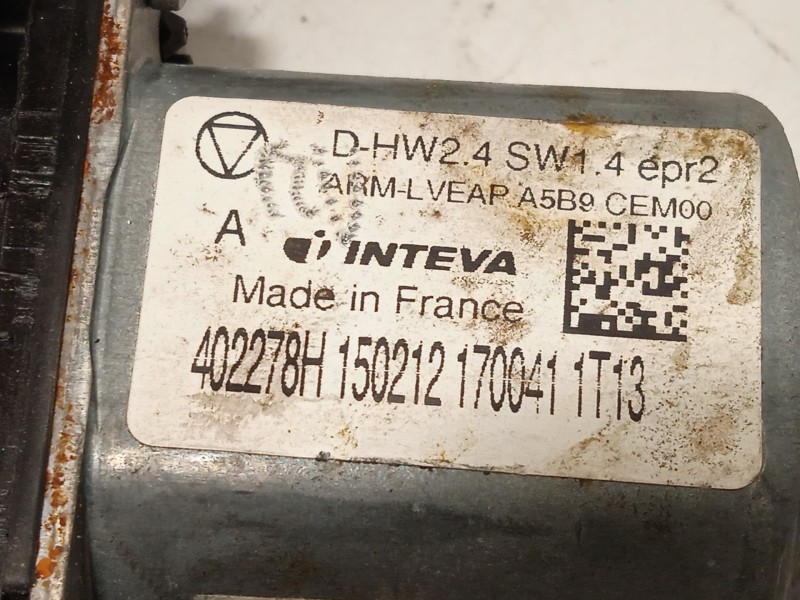 D-HW2.4 SW1.4 epr2
ARM-LVEAP A5B9 CEM00
A INTEVA
Made in France
402278H 150212 170041 1T13